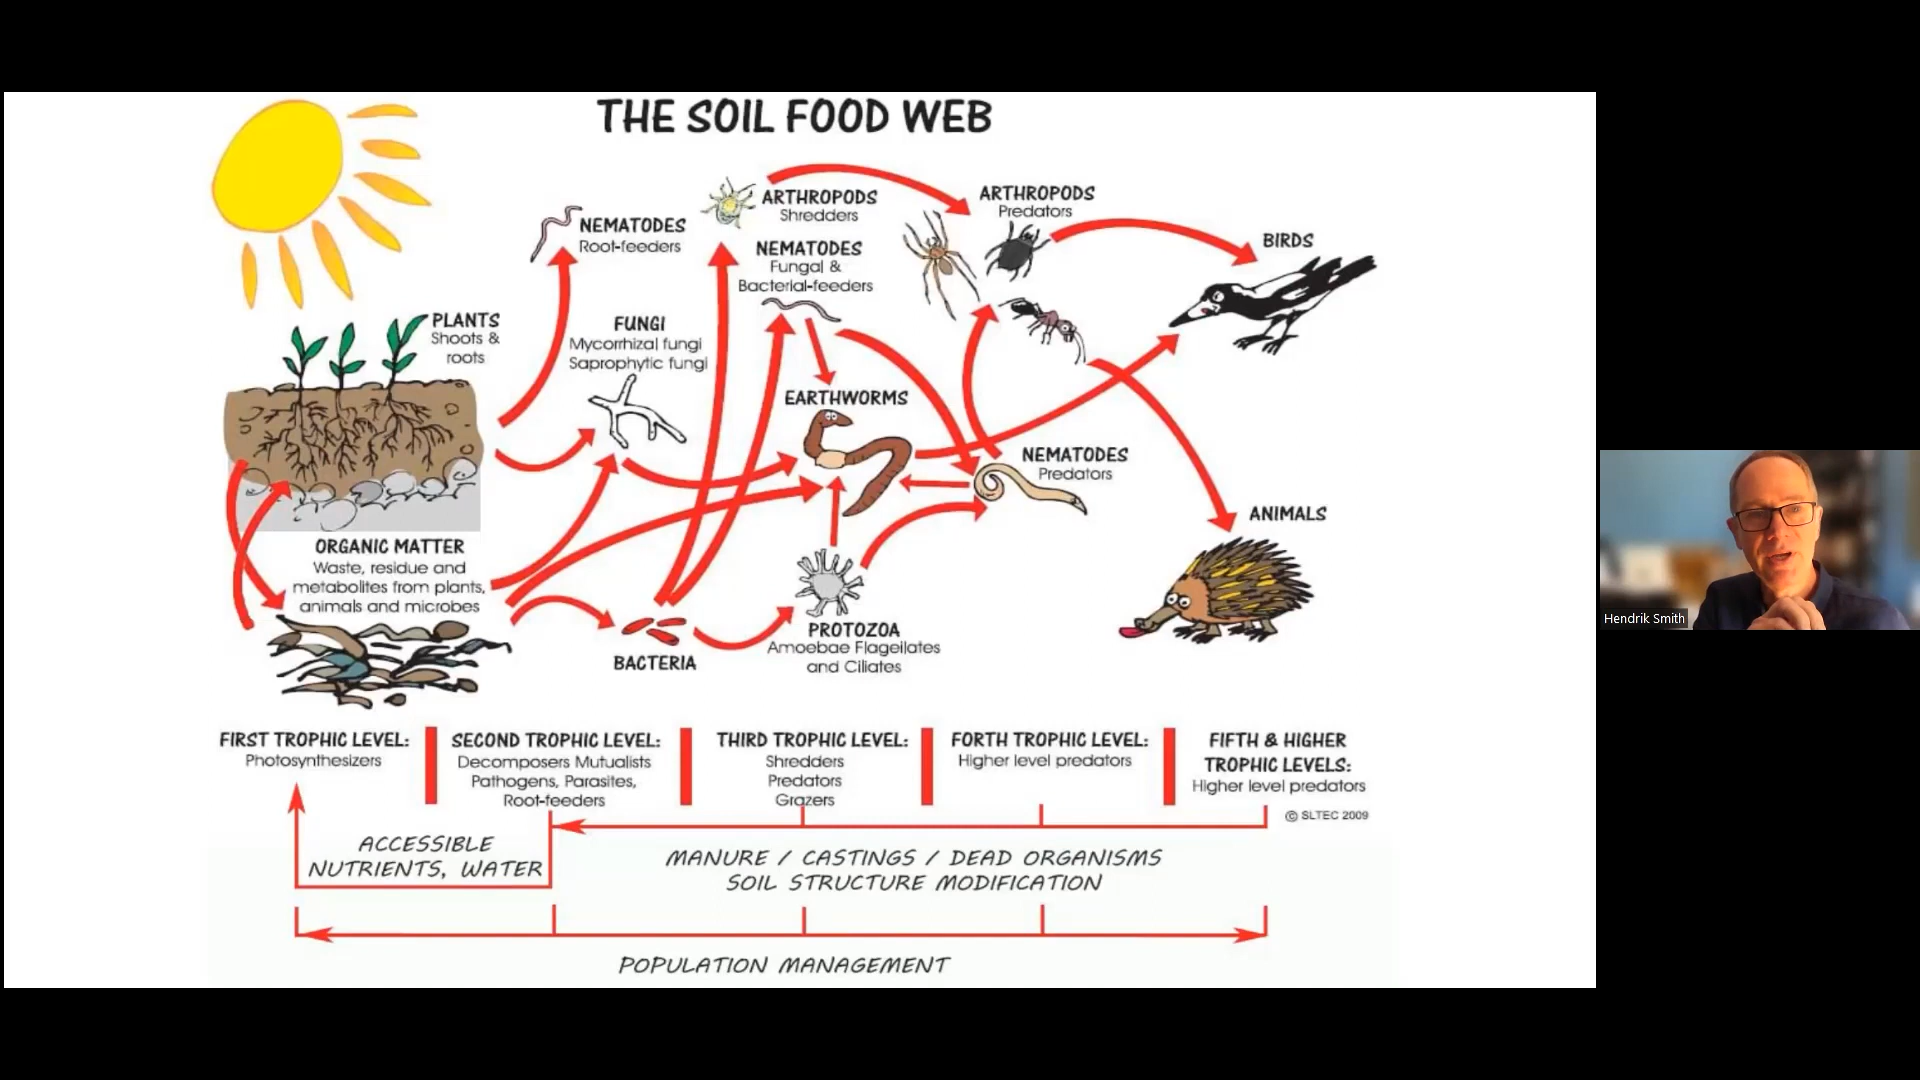 THE SOIL FOOD WEB
NEMATODES
Root-feeders
ARTHROPODS
Shredders
NEMATODES
Fungal &
Bacterial-feeders
ARTHROPODS
Predators
BIRDS
PLANTS
Shoots &
roots
FUNGI
Mycorrhizal fungi
Saprophytic fungi
EARTHWORMS
NEMATODES
Predators
ANIMALS
ORGANIC MATTER
Waste, residue and
metabolites from plants,
animals and microbes
BACTERIA
PROTOZOA
Amoebae Flagellates
and Ciliates
FIRST TROPHIC LEVEL:
Photosynthesizers
SECOND TROPHIC LEVEL:
Decomposers Mutualists
Pathogens, Parasites,
Root-feeders
THIRD TROPHIC LEVEL:
Shredders
Predators
Grazers
FORTH TROPHIC LEVEL:
Higher level predators
FIFTH & HIGHER
TROPHIC LEVELS:
Higher level predators
© SLTEC 2009
ACCESSIBLE
NUTRIENTS, WATER
MANURE / CASTINGS / DEAD ORGANISMS
SOIL STRUCTURE MODIFICATION
POPULATION MANAGEMENT
Hendrik Smith